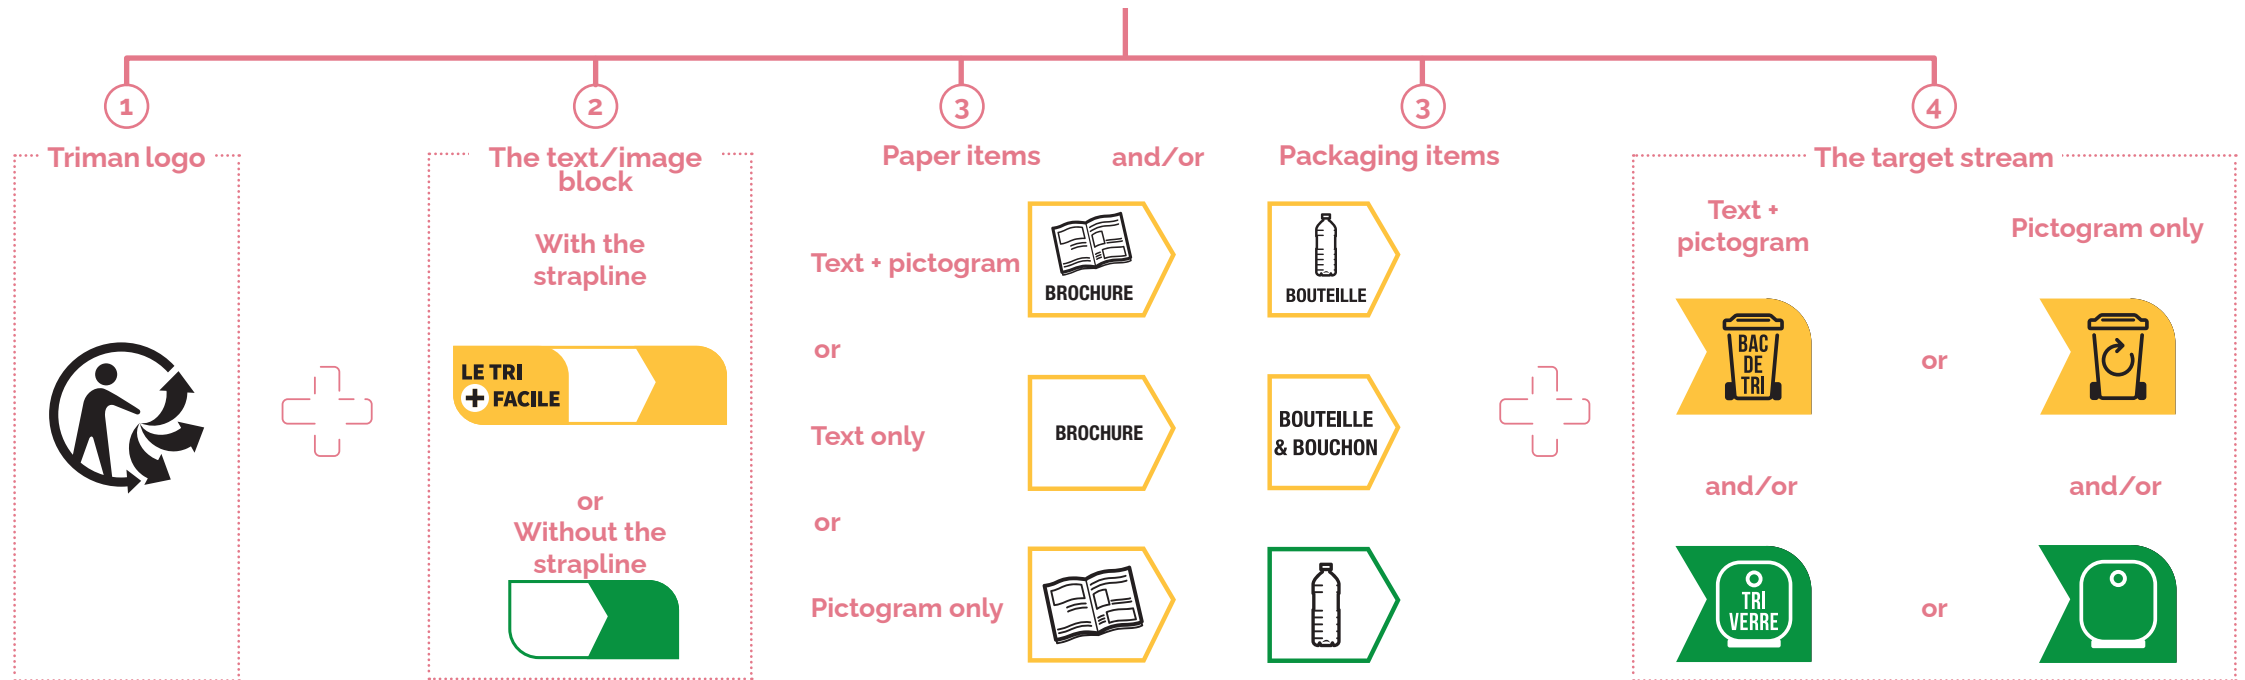 1
Triman logo
2
The text/image
block
With the
strapline
LE TRI
+ FACILE
or
Without the
strapline
3
Paper items
and/or
3
Packaging items
Text + pictogram
BROCHURE
BOUTEILLE
or
Text only
BROCHURE
BOUTEILLE
& BOUCHON
or
Pictogram only
4
The target stream
Text +
pictogram
Pictogram only
BAC
DE
TRI
or
and/or
and/or
TRI
VERRE
or